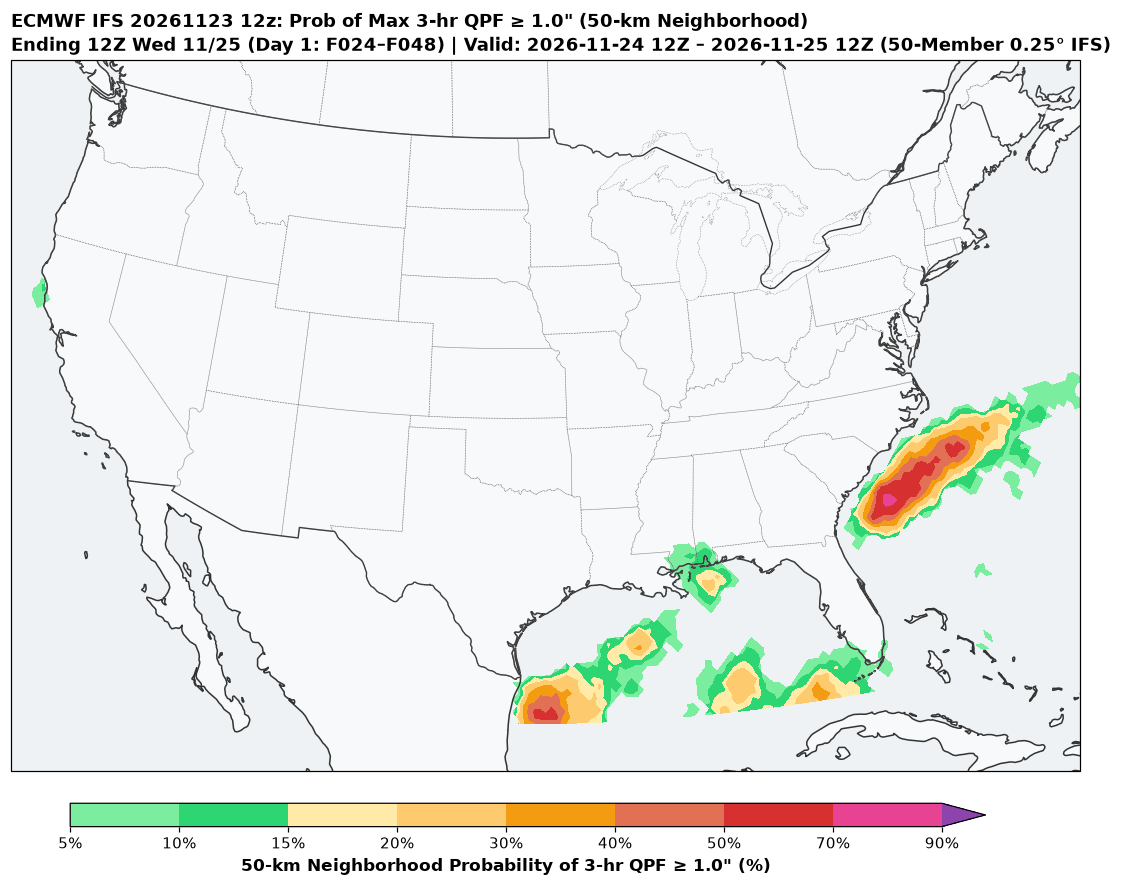 ECMWF IFS 20261123 12z: Prob of Max 3-hr QPF ≥ 1.0" (50-km Neighborhood)
Ending 12Z Wed 11/25 (Day 1: F024–F048) | Valid: 2026-11-24 12Z – 2026-11-25 12Z (50-Member 0.25° IFS)
5% 10% 15% 20% 30% 40% 50% 70% 90%
50-km Neighborhood Probability of 3-hr QPF ≥ 1.0" (%)